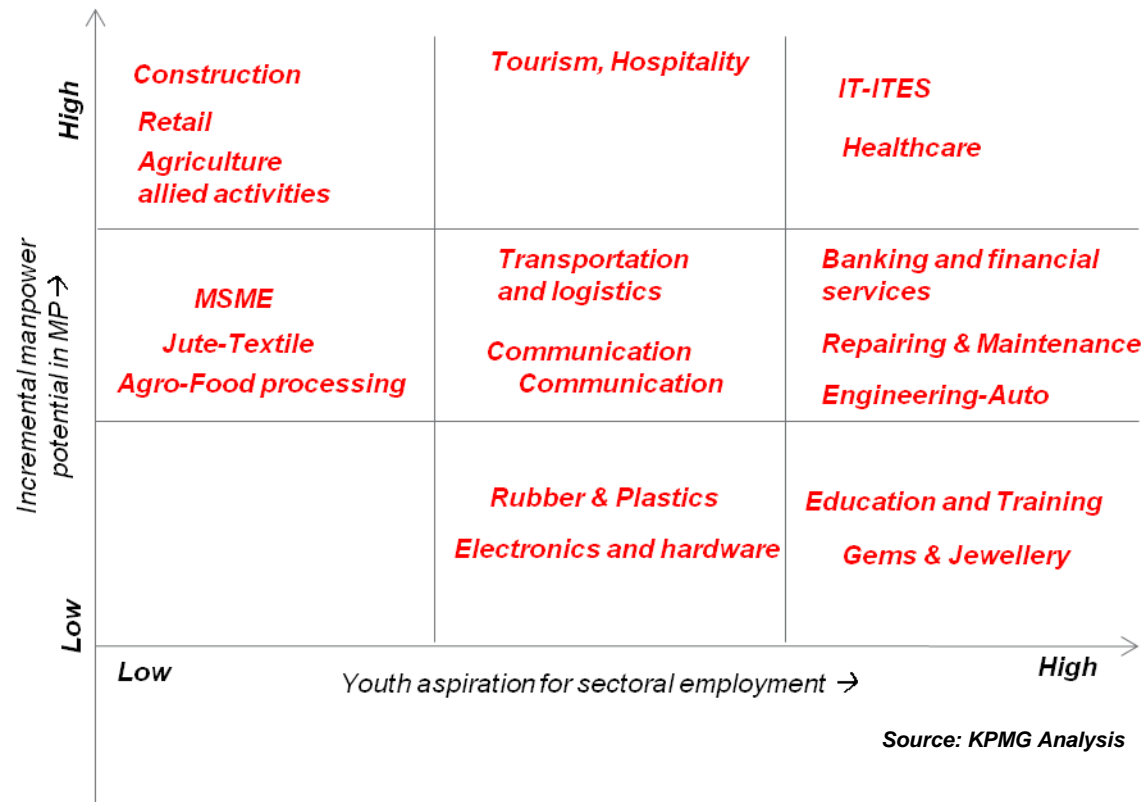 High
Construction
Retail
Agriculture
allied activities
Tourism, Hospitality
IT-ITES
Healthcare
Incremental manpower
potential in MP →
MSME
Jute-Textile
Agro-Food processing
Transportation
and logistics
Communication
Communication
Banking and financial
services
Repairing & Maintenance
Engineering-Auto
Rubber & Plastics
Electronics and hardware
Education and Training
Gems & Jewellery
Low
Low
Youth aspiration for sectoral employment →
High
Source: KPMG Analysis